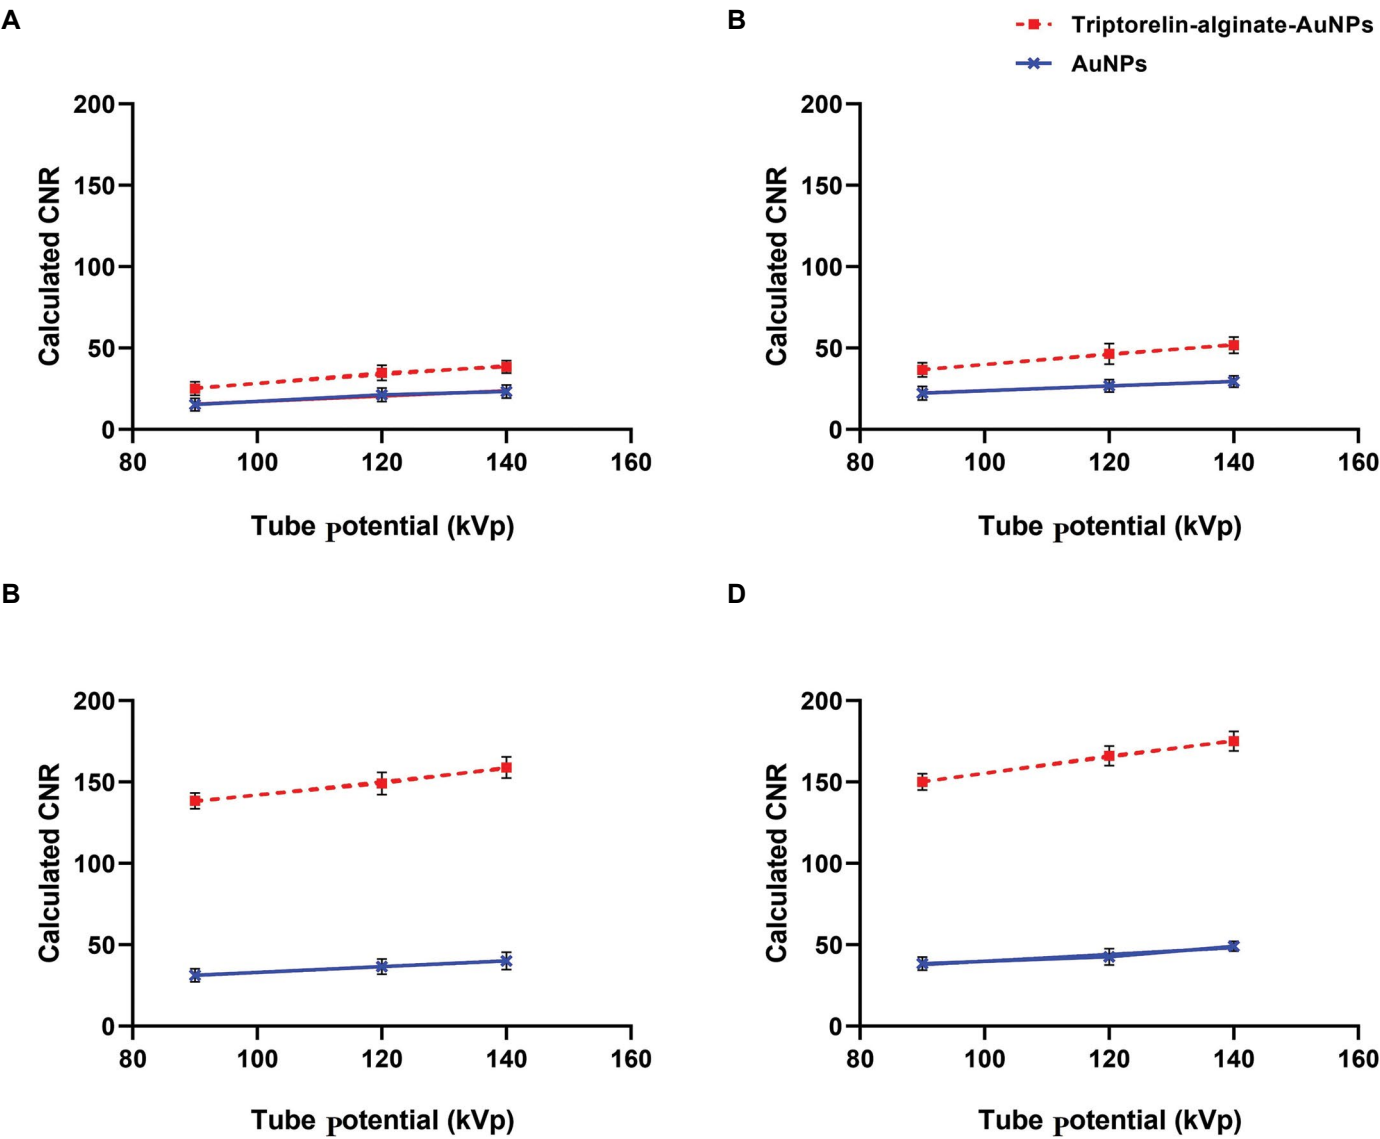 A
B
Triptorelin-alginate-AuNPs
AuNPs
200
150
100
50
0
Calculated CNR
80 100 120 140 160
Tube potential (kVp)
200
150
100
50
0
Calculated CNR
80 100 120 140 160
Tube potential (kVp)
B
D
200
150
100
50
0
Calculated CNR
80 100 120 140 160
Tube potential (kVp)
200
150
100
50
0
Calculated CNR
80 100 120 140 160
Tube potential (kVp)